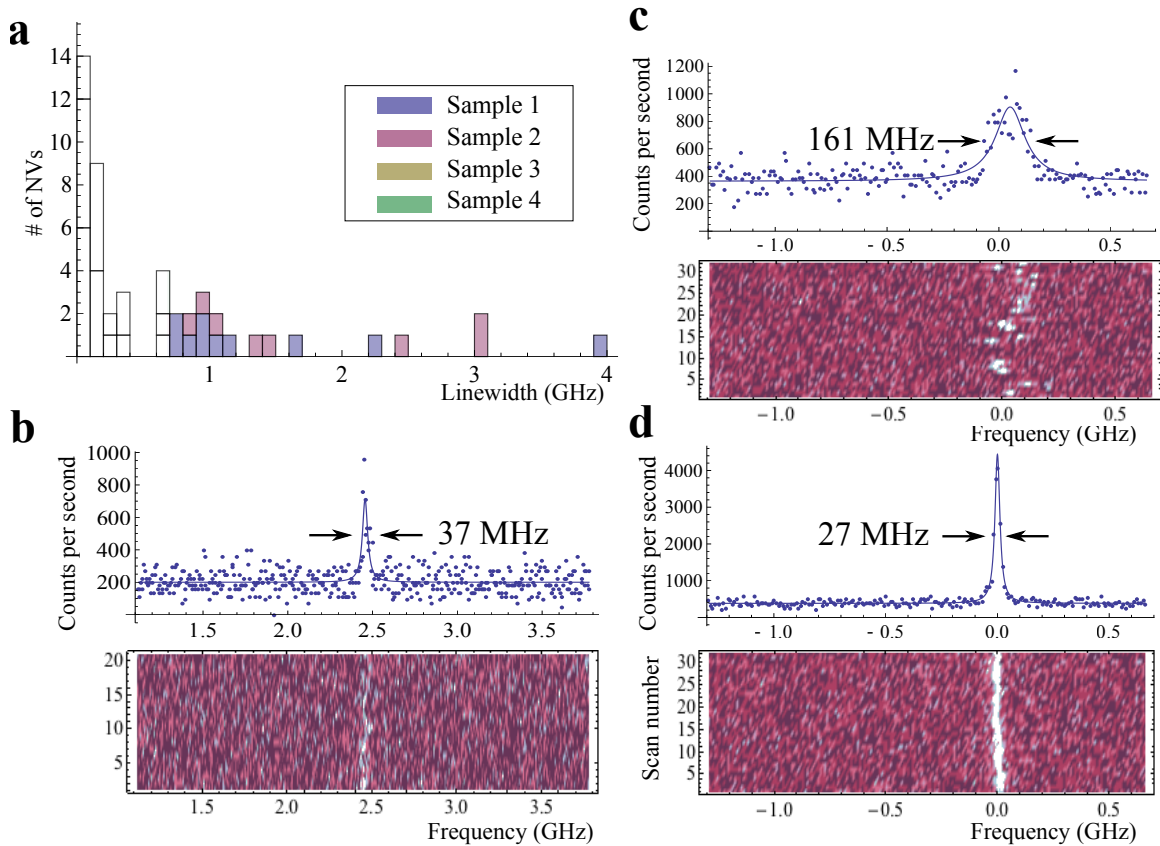 a
# of NVs
14
12
10
8
6
4
2
1
2
3
4
Linewidth (GHz)
Sample 1
Sample 2
Sample 3
Sample 4
b
Counts per second
1000
800
600
400
200
37 MHz
1.5 2.0 2.5 3.0 3.5
20
15
10
5
1.5 2.0 2.5 3.0 3.5
Frequency (GHz)
c
Counts per second
1200
1000
800
600
400
200
161 MHz
- 1.0 - 0.5 0.0 0.5
30
25
20
15
10
5
-1.0 -0.5 0.0 0.5
Frequency (GHz)
d
Counts per second
4000
3000
2000
1000
27 MHz
- 1.0 - 0.5 0.0 0.5
Scan number
30
25
20
15
10
5
-1.0 -0.5 0.0 0.5
Frequency (GHz)